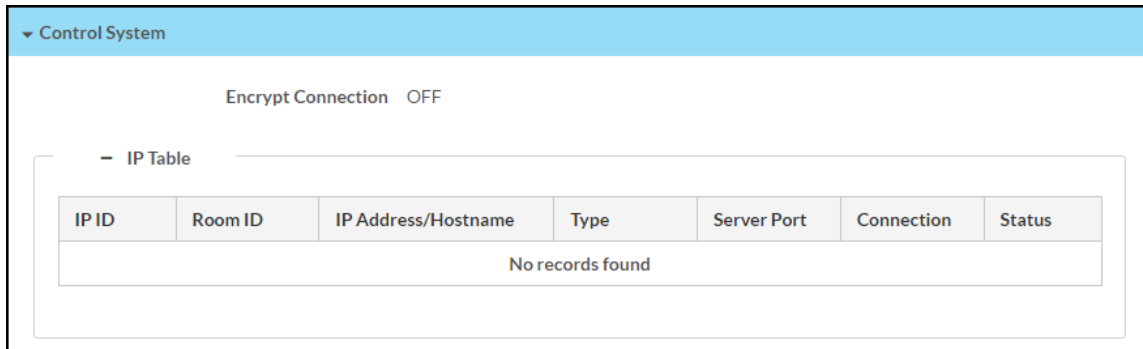 Control System
Encrypt Connection OFF
IP Table
IP ID Room ID IP Address/Hostname Type Server Port Connection Status
No records found